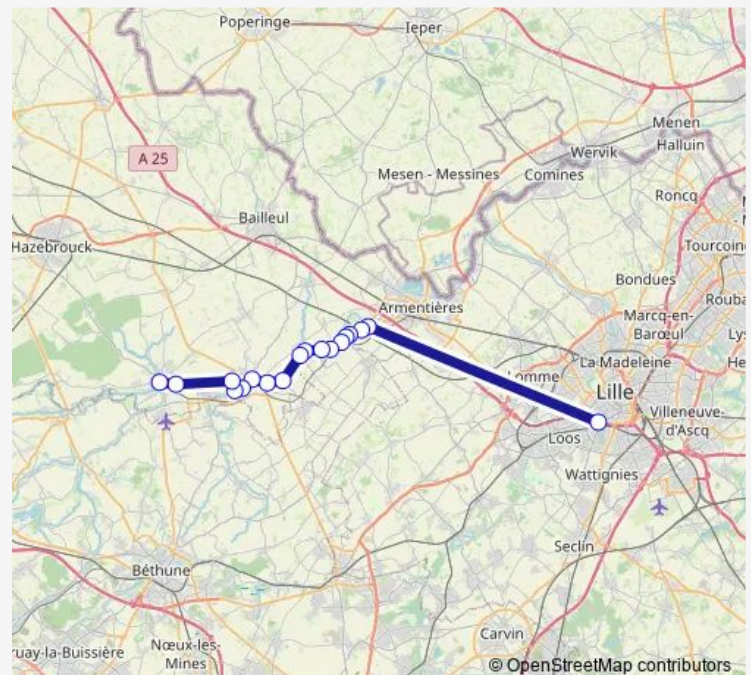 Poperinge
Ieper
A 25
Menen
Halluin
Wervik
Mesen - Messines
Comines
Roncq
Bailleul
Hazebrouck
Tourcoin
Bondues
Armentières
Rouba
Marcq-en-
Barœul
Lys
La Madeleine
He
Lomme
Lille
Villeneuve-
d'Ascq
Loos
Wattignies
Seclin
Béthune
Carvin
Nœux-les-
Mines
ruay-la-Buissière
© OpenStreetMap contributors